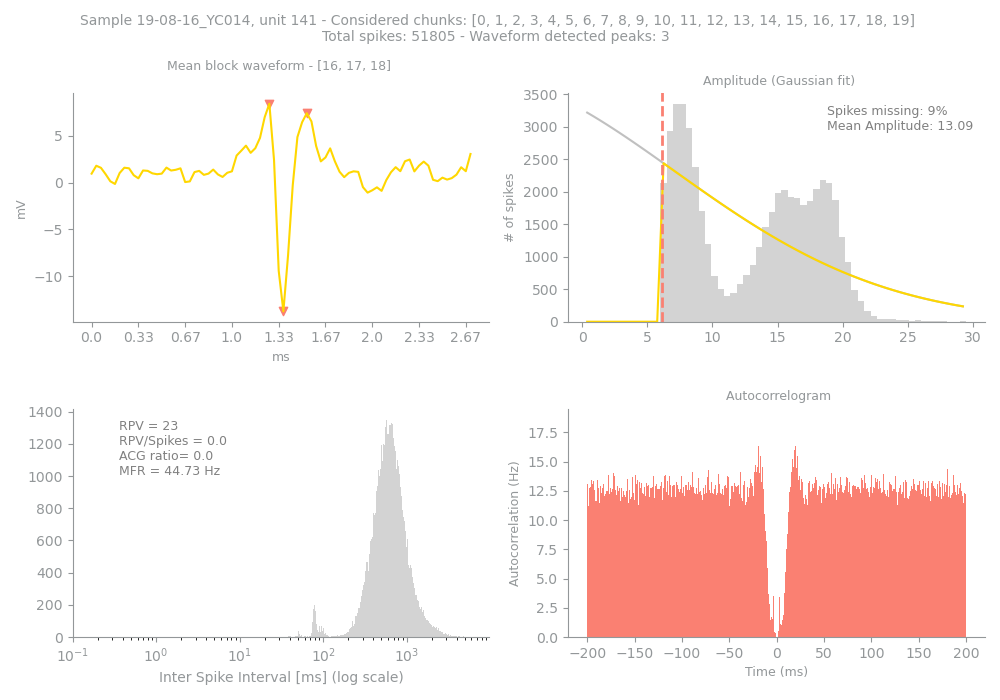 Sample 19-08-16_YC014, unit 141 - Considered chunks: [0, 1, 2, 3, 4, 5, 6, 7, 8, 9, 10, 11, 12, 13, 14, 15, 16, 17, 18, 19]
Total spikes: 51805 - Waveform detected peaks: 3
Mean block waveform - [16, 17, 18]
mV
5
0
−5
−10
0.0 0.33 0.67 1.0 1.33 1.67 2.0 2.33 2.67
ms
Amplitude (Gaussian fit)
Spikes missing: 9%
Mean Amplitude: 13.09
# of spikes
3500
3000
2500
2000
1500
1000
500
0
0 5 10 15 20 25 30
RPV = 23
RPV/Spikes = 0.0
ACG ratio= 0.0
MFR = 44.73 Hz
1400
1200
1000
800
600
400
200
0
10⁻¹ 10⁰ 10¹ 10² 10³
Inter Spike Interval [ms] (log scale)
Autocorrelogram
Autocorrelation (Hz)
17.5
15.0
12.5
10.0
7.5
5.0
2.5
0.0
−200 −150 −100 −50 0 50 100 150 200
Time (ms)